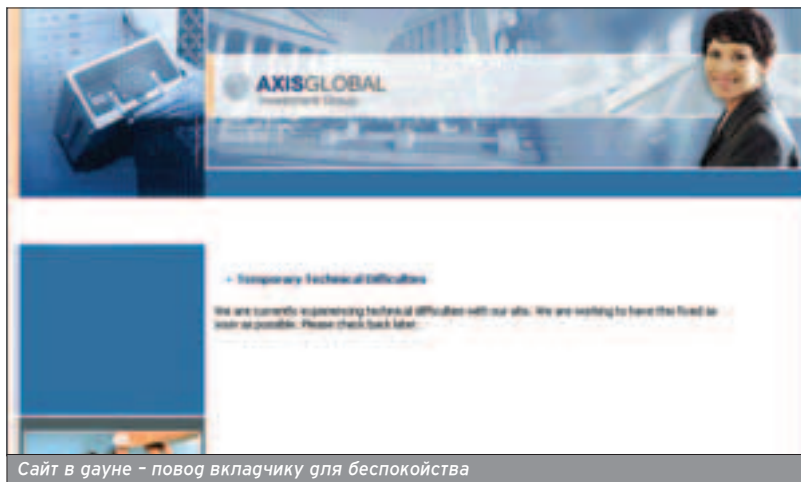 AXISGLOBAL
Investment Group
• Temporary Technical Difficulties
We are currently experiencing technical difficulties with our site. We are working to have this fixed as
soon as possible. Please check back later.
Сайт в дауне – повод вкладчику для беспокойства